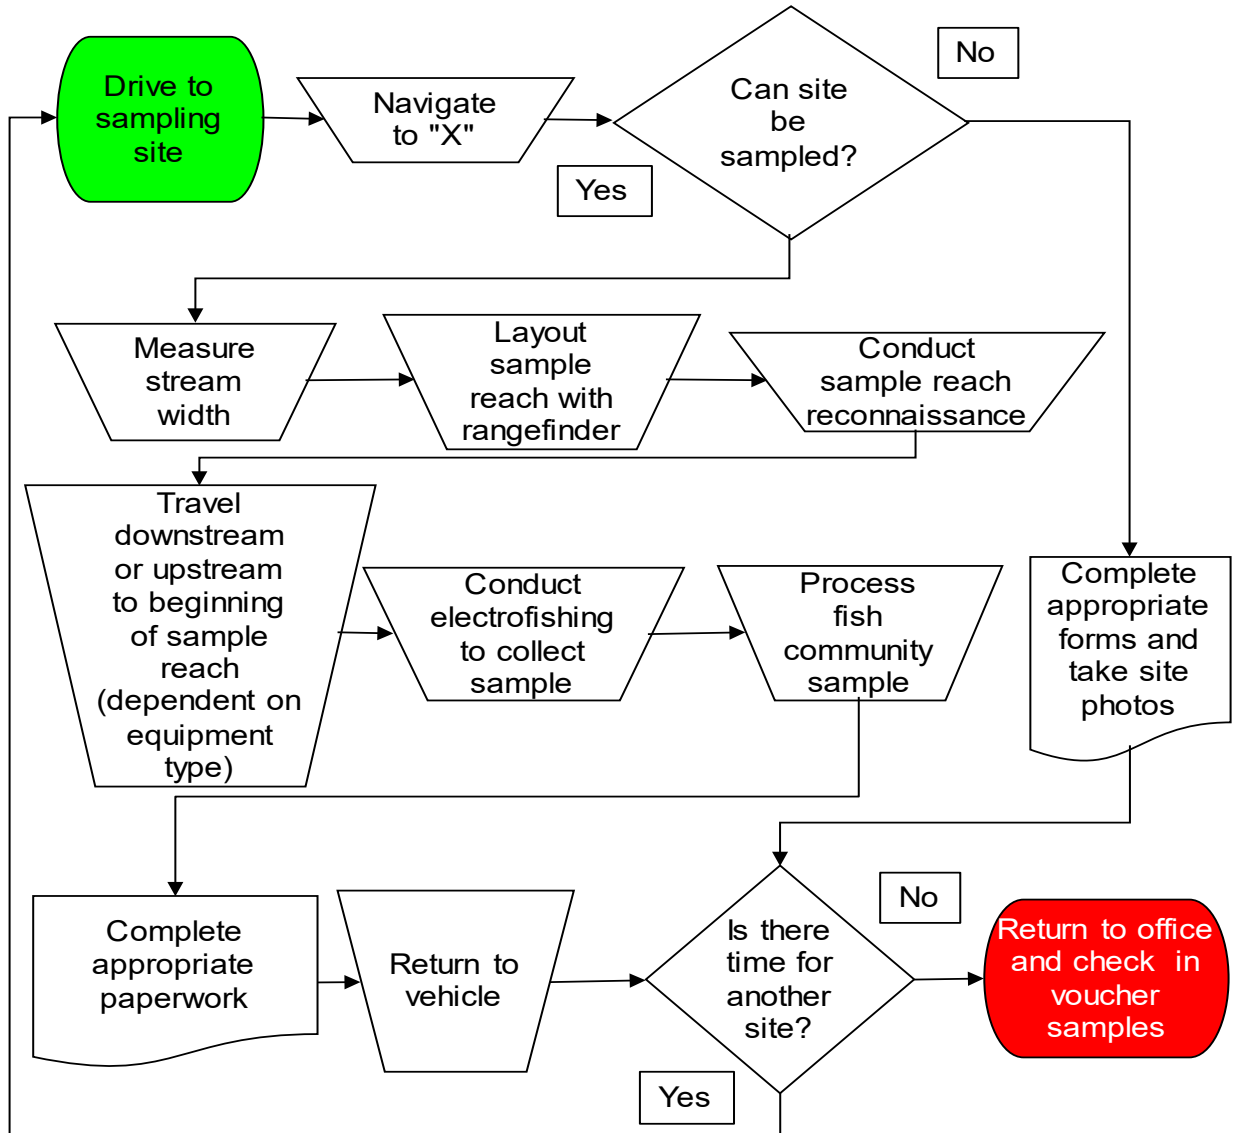 Drive to
sampling
site
Navigate
to "X"
Can site
be
sampled?
No
Yes
Measure
stream
width
Layout
sample
reach with
rangefinder
Conduct
sample reach
reconnaissance
Travel
downstream
or upstream
to beginning
of sample
reach
(dependent on
equipment
type)
Conduct
electrofishing
to collect
sample
Process
fish
community
sample
Complete
appropriate
forms and
take site
photos
Complete
appropriate
paperwork
Return to
vehicle
Is there
time for
another
site?
No
Yes
Return to office
and check in
voucher
samples